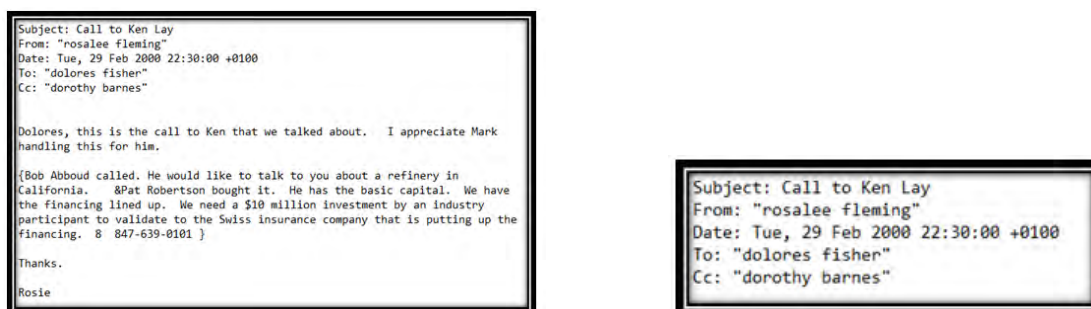 Subject: Call to Ken Lay
From: "rosalee fleming"
Date: Tue, 29 Feb 2000 22:30:00 +0100
To: "dolores fisher"
Cc: "dorothy barnes"
Dolores, this is the call to Ken that we talked about.   I appreciate Mark
handling this for him.
{Bob Abboud called. He would like to talk to you about a refinery in
California.    &Pat Robertson bought it.  He has the basic capital.  We have
the financing lined up.  We need a $10 million investment by an industry
participant to validate to the Swiss insurance company that is putting up the
financing.  8  847-639-0101 }
Thanks.
Rosie
Subject: Call to Ken Lay
From: "rosalee fleming"
Date: Tue, 29 Feb 2000 22:30:00 +0100
To: "dolores fisher"
Cc: "dorothy barnes"